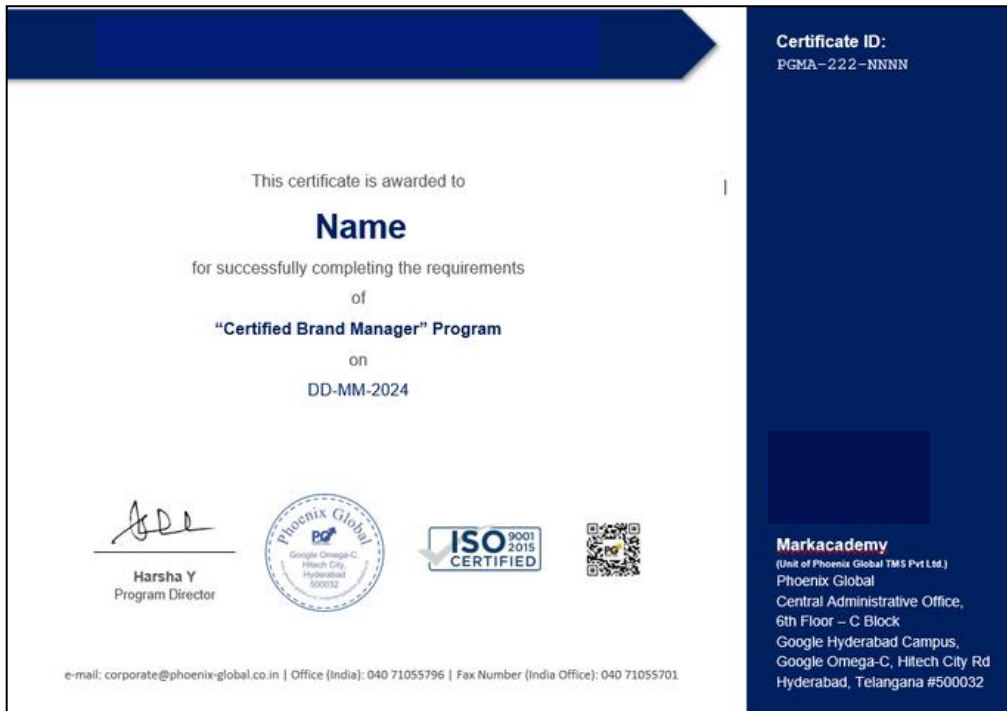 Certificate ID:
PGMA-222-NNNN
This certificate is awarded to
Name
for successfully completing the requirements
of
“Certified Brand Manager” Program
on
DD-MM-2024
Harsha Y
Program Director
Phoenix Global
PG
Google Omega-C,
Hitech City,
Hyderabad
500032
ISO 9001
2015
CERTIFIED
PG
Markacademy
(Unit of Phoenix Global TMS Pvt Ltd.)
Phoenix Global
Central Administrative Office,
6th Floor – C Block
Google Hyderabad Campus,
Google Omega-C, Hitech City Rd
Hyderabad, Telangana #500032
e-mail: corporate@phoenix-global.co.in | Office (India): 040 71055796 | Fax Number (India Office): 040 71055701